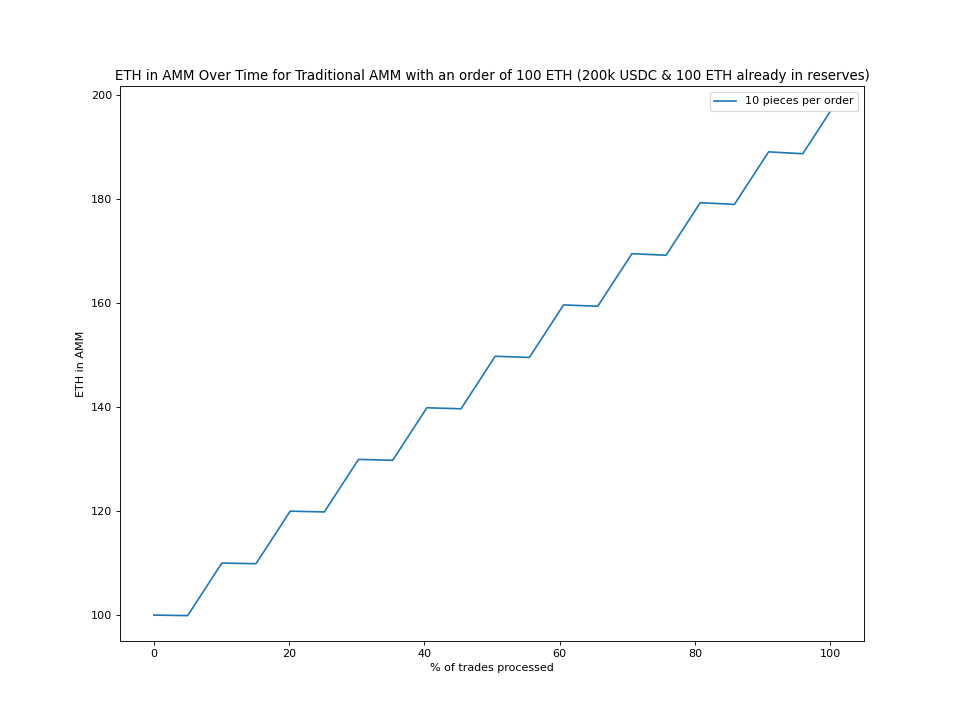 ETH in AMM Over Time for Traditional AMM with an order of 100 ETH (200k USDC & 100 ETH already in reserves)
10 pieces per order
200
180
160
140
120
100
ETH in AMM
0 20 40 60 80 100
% of trades processed